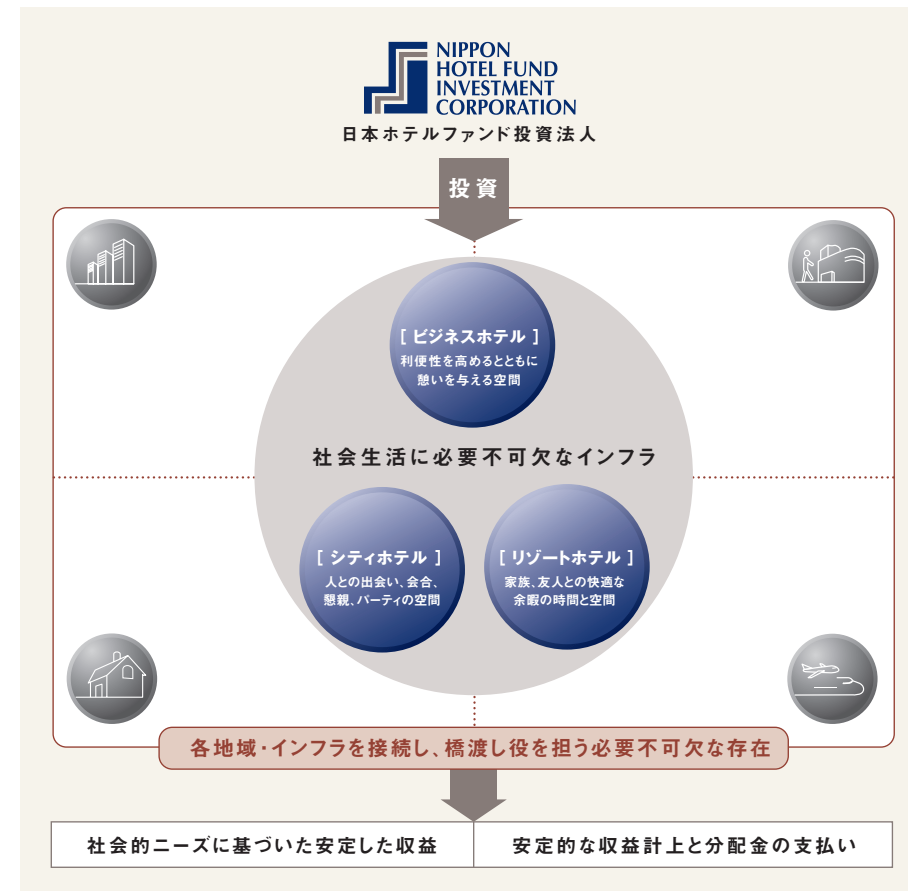 NIPPON
HOTEL FUND
INVESTMENT
CORPORATION
日本ホテルファンド投資法人
投資
[ ビジネスホテル ]
利便性を高めるとともに
憩いを与える空間
社会生活に必要不可欠なインフラ
[ シティホテル ]
人との出会い、会合、
懇親、パーティの空間
[ リゾートホテル ]
家族、友人との快適な
余暇の時間と空間
各地域・インフラを接続し、橋渡し役を担う必要不可欠な存在
社会的ニーズに基づいた安定した収益
安定的な収益計上と分配金の支払い